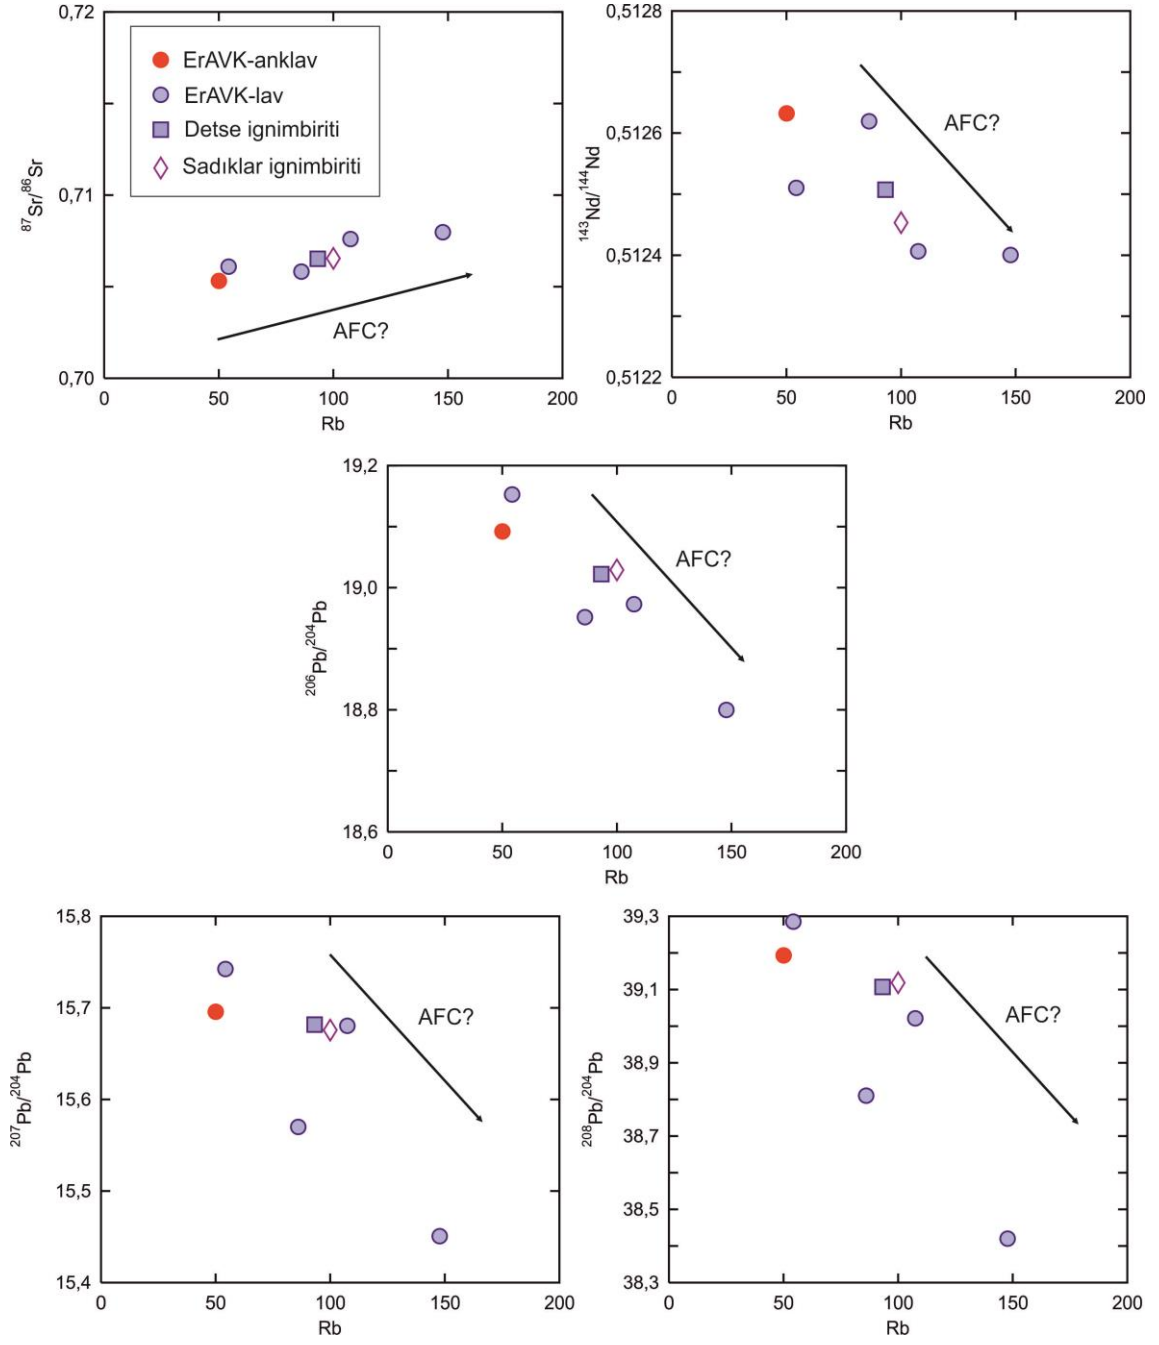 0,72
0,71
0,70
0
50
100
150
200
Rb
87Sr/86Sr
ErAVK-anklav
ErAVK-lav
Detse ignimbiriti
Sadıklar ignimbiriti
AFC?
0,5128
0,5126
0,5124
0,5122
0
50
100
150
200
Rb
143Nd/144Nd
AFC?
19,2
19,0
18,8
18,6
0
50
100
150
200
Rb
206Pb/204Pb
AFC?
15,8
15,7
15,6
15,5
15,4
0
50
100
150
200
Rb
207Pb/204Pb
AFC?
39,3
39,1
38,9
38,7
38,5
38,3
0
50
100
150
200
Rb
208Pb/204Pb
AFC?